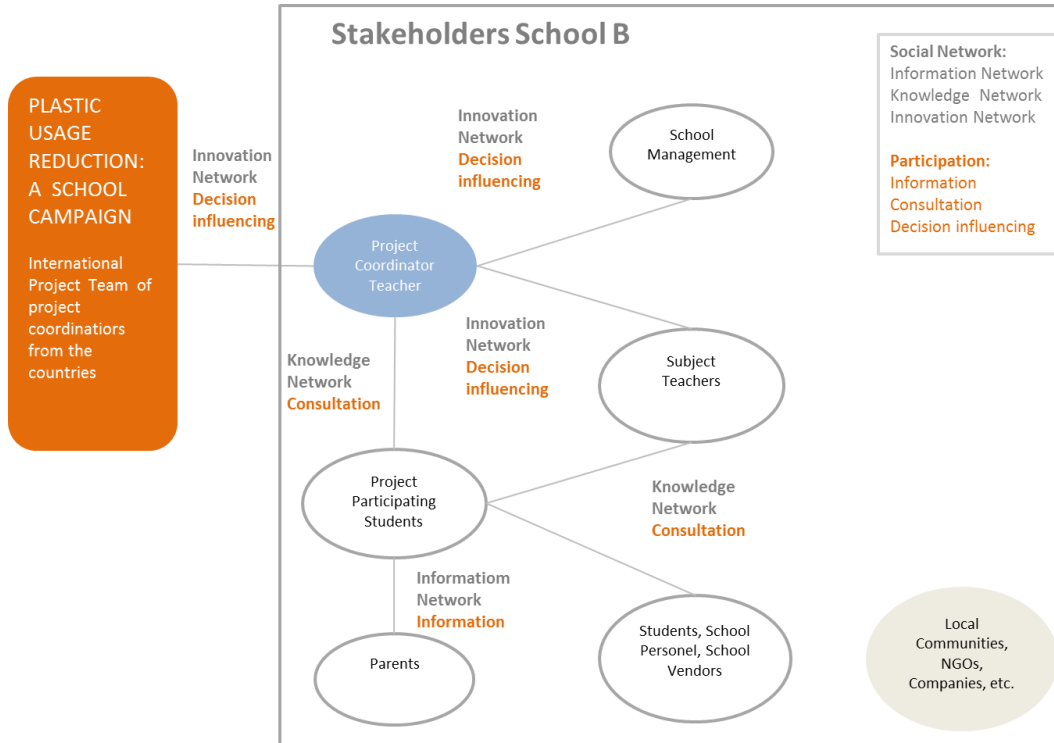 Stakeholders School B
PLASTIC
USAGE
REDUCTION:
A SCHOOL
CAMPAIGN
International
Project Team of
project
coordinatiors
from the
countries
Innovation
Network
Decision
influencing
Innovation
Network
Decision
influencing
School
Management
Social Network:
Information Network
Knowledge Network
Innovation Network
Participation:
Information
Consultation
Decision influencing
Project
Coordinator
Teacher
Innovation
Network
Decision
influencing
Subject
Teachers
Knowledge
Network
Consultation
Project
Participating
Students
Knowledge
Network
Consultation
Informatiom
Network
Information
Parents
Students, School
Personel, School
Vendors
Local
Communities,
NGOs,
Companies, etc.